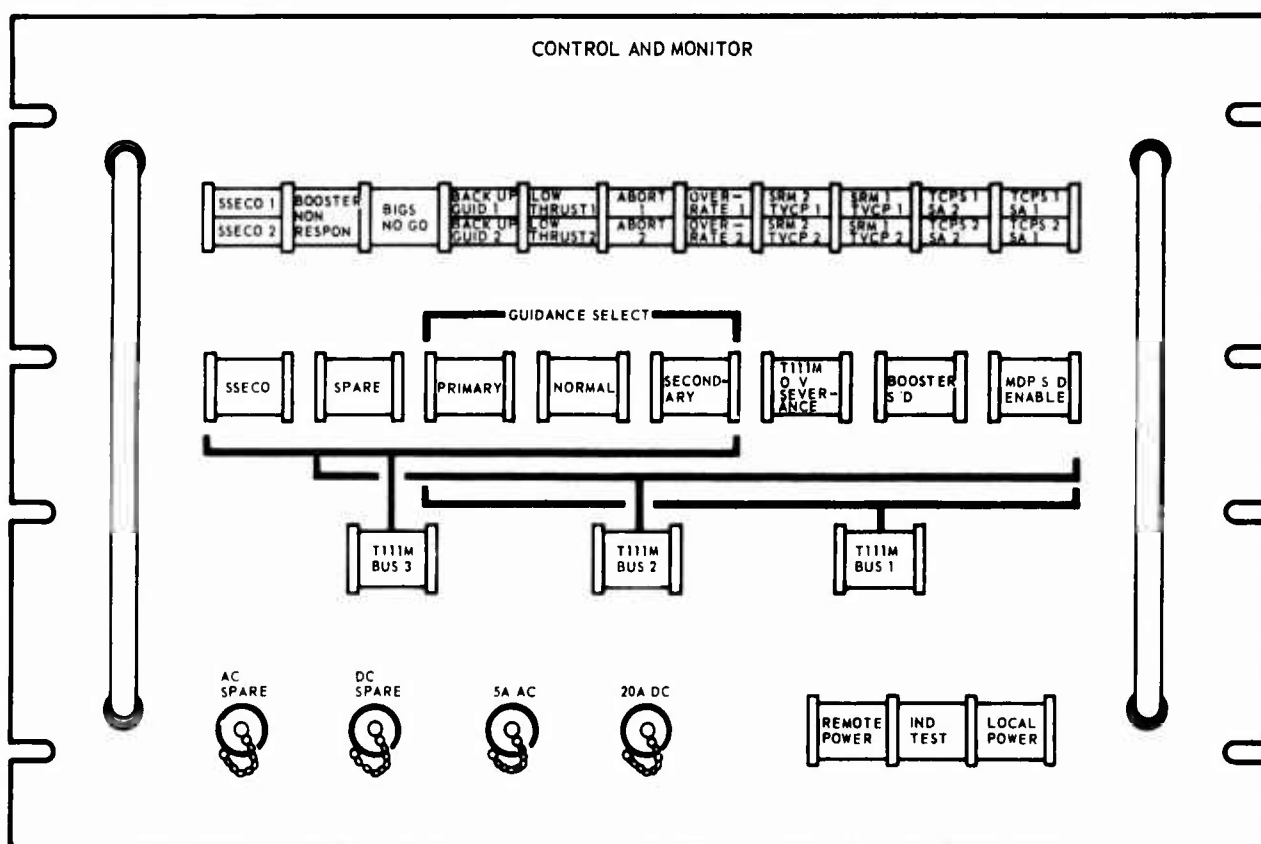 CONTROL AND MONITOR
SSECO 1
SSECO 2
BOOSTER
NON
RESPON
BIGS
NO GO
BACK UP
GUID 1
BACK UP
GUID 2
LOW
THRUST1
LOW
THRUST2
ABORT
1
ABORT
2
OVER-
RATE 1
OVER-
RATE 2
SRM 2
TVCP 1
SRM 2
TVCP 2
SRM 1
TVCP 1
SRM 1
TVCP 2
TCPS 1
SA 2
TCPS 2
SA 2
TCPS 1
SA 1
TCPS 2
SA 1
GUIDANCE SELECT
SSECO
SPARE
PRIMARY
NORMAL
SECOND-
ARY
T111M
O V
SEVER-
ANCE
BOOSTER
S D
MDP S D
ENABLE
T111M
BUS 3
T111M
BUS 2
T111M
BUS 1
AC
SPARE
DC
SPARE
5A AC
20A DC
REMOTE
POWER
IND
TEST
LOCAL
POWER